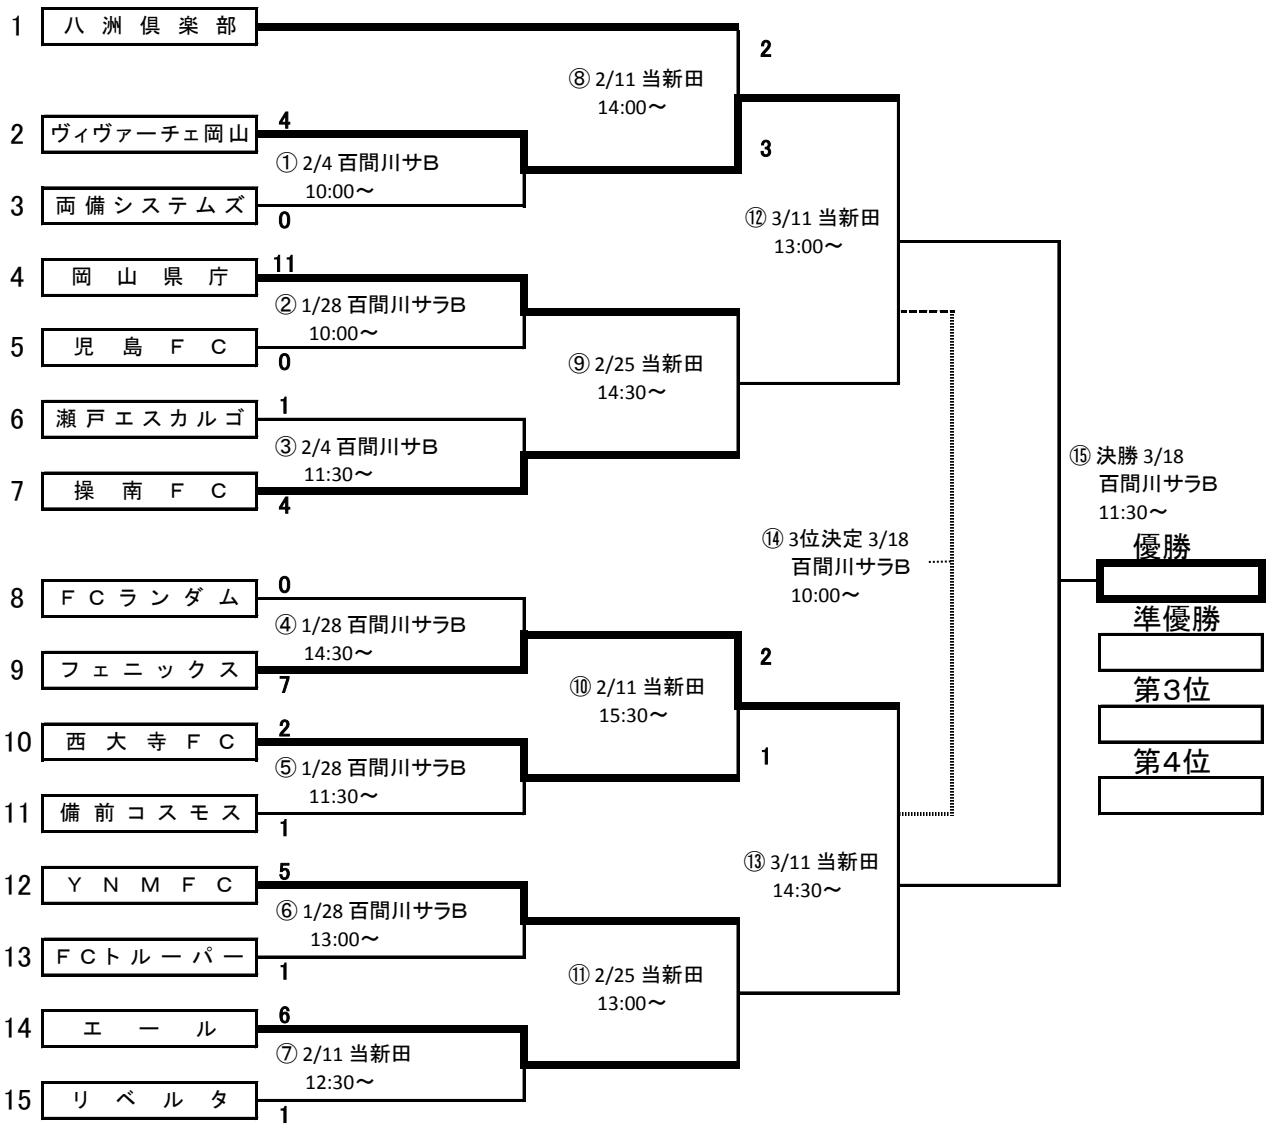 1 八洲倶楽部
2
⑧ 2/11 当新田
14:00～
2 ヴィヴァーチェ岡山
4
① 2/4 百間川サB
10:00～
3
3 両備システムズ
0
⑫ 3/11 当新田
13:00～
4 岡山県庁
11
② 1/28 百間川サラB
10:00～
5 児島FC
0
⑨ 2/25 当新田
14:30～
6 瀬戸エスカルゴ
1
③ 2/4 百間川サB
11:30～
7 操南FC
4
⑮ 決勝 3/18
百間川サラB
11:30～
⑭ 3位決定 3/18
百間川サラB
10:00～
優勝
準優勝
第3位
第4位
8 FCランダム
0
④ 1/28 百間川サラB
14:30～
9 フェニックス
7
2
⑩ 2/11 当新田
15:30～
10 西大寺FC
2
⑤ 1/28 百間川サラB
11:30～
1
11 備前コスモス
1
⑬ 3/11 当新田
14:30～
12 YNMFC
5
⑥ 1/28 百間川サラB
13:00～
13 FCトルーパー
1
⑪ 2/25 当新田
13:00～
14 エール
6
⑦ 2/11 当新田
12:30～
15 リベルタ
1